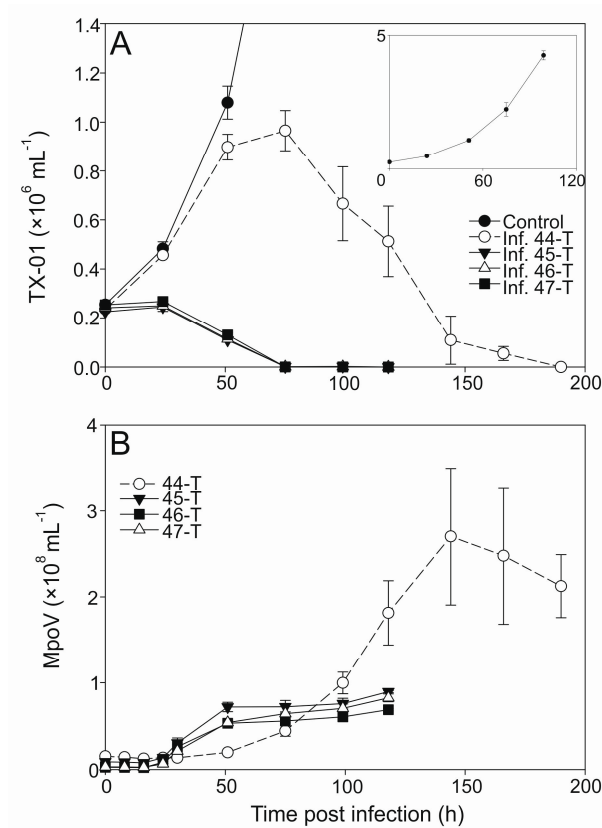 A
TX-01 (×10⁶ mL⁻¹)
1.4
1.2
1.0
0.8
0.6
0.4
0.2
0.0
0 50 100 150 200
5
0
0 60 120
Control
Inf. 44-T
Inf. 45-T
Inf. 46-T
Inf. 47-T
B
MpoV (×10⁸ mL⁻¹)
4
3
2
1
0
44-T
45-T
46-T
47-T
0 50 100 150 200
Time post infection (h)